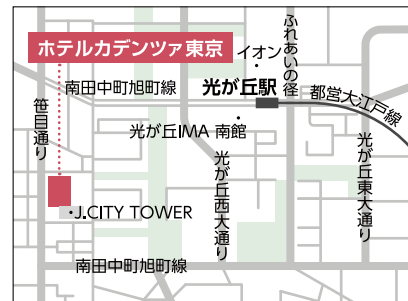 ホテルカデンツァ東京
イオン
ふれあいの径
南田中町旭町線
光が丘駅
都営大江戸線
笹目通り
光が丘IMA 南館
光が丘西大通り
光が丘東大通り
J.CITY TOWER
南田中町旭町線